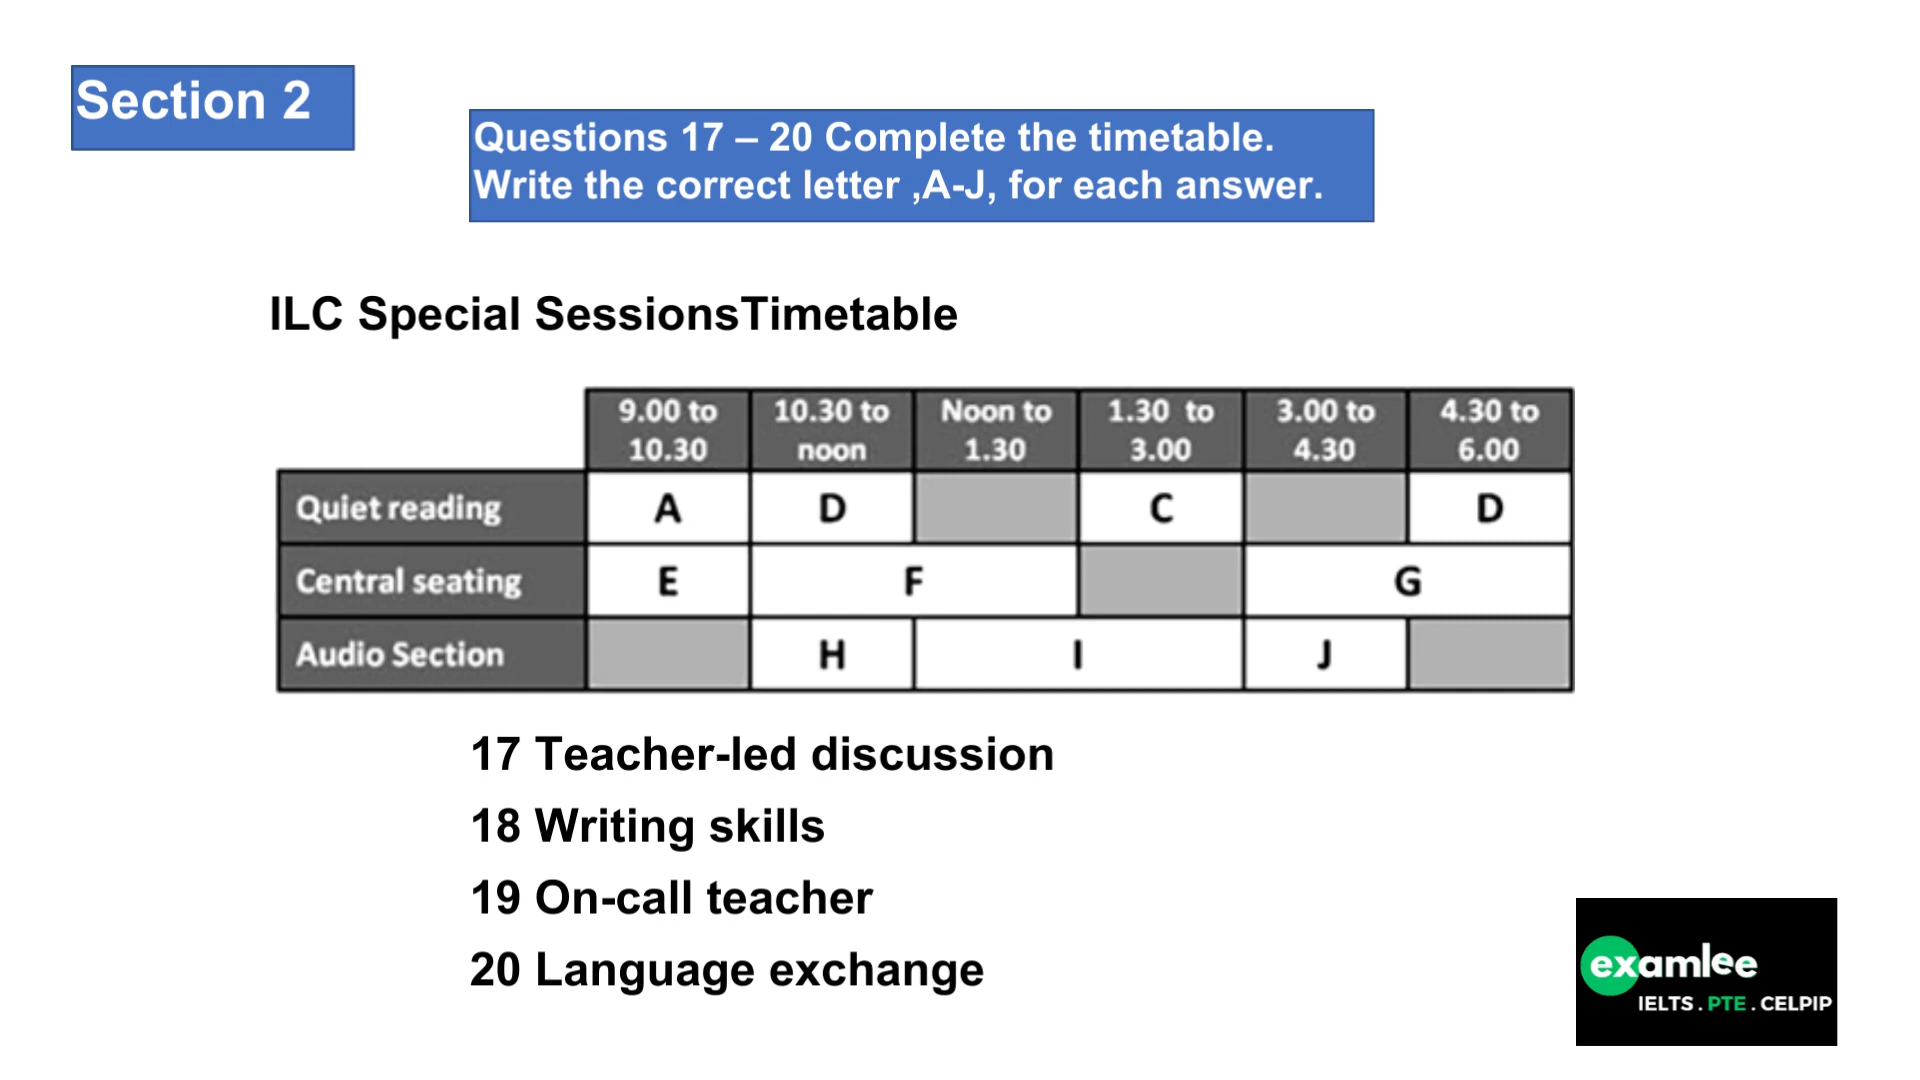 Section 2
Questions 17 – 20 Complete the timetable.
Write the correct letter ,A-J, for each answer.
ILC Special SessionsTimetable
9.00 to 10.30 10.30 to noon Noon to 1.30 1.30 to 3.00 3.00 to 4.30 4.30 to 6.00
Quiet reading A D C D
Central seating E F G
Audio Section H I J
17 Teacher-led discussion
18 Writing skills
19 On-call teacher
20 Language exchange
examlee
IELTS . PTE . CELPIP